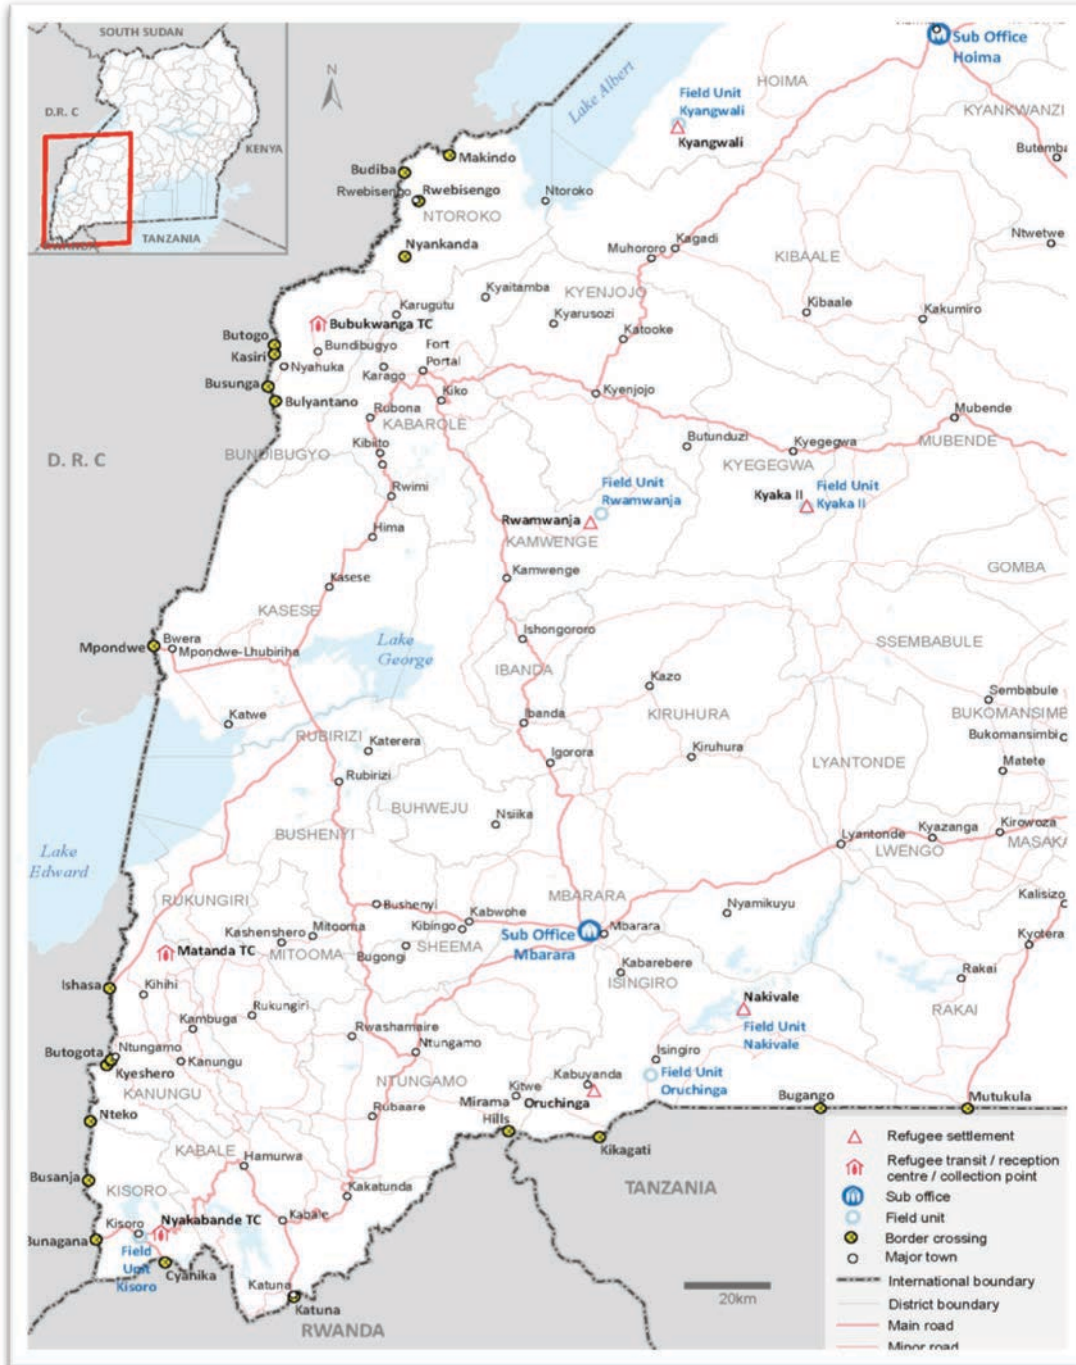 SOUTH SUDAN
D.R. C
KENYA
TANZANIA
N
Lake Albert
Sub Office
Hoima
HOIMA
Field Unit
Kyangwali
Kyangwali
KYANKWANZI
Makindo
Budiba
Rwebisengo
Rwebisengo
NTOROKO
Ntoroko
Ntwetwe
Nyankanda
Muhororo
Kagadi
KIBAALE
Kyaitamba
KYENJOJO
Karugutu
Kyarusozi
Kibaale
Kakumiro
Bubukwanga TC
Butogo
Kasiri
Bundibugyo
Fort
Portal
Katooke
Nyahuka
Karago
Busunga
Bulyantano
Kiko
Kyenjojo
Rubona
KABAROLE
Mubende
MUBENDE
Kibiito
BUNDIBUGYO
Butunduzi
Kyegegwa
KYEGEGWA
D. R. C
Rwimi
Field Unit
Rwamwanja
Kyaka II
Field Unit
Kyaka II
Rwamwanja
KAMWENGE
Hima
Kamwenge
GOMBA
Kasese
KASESE
Ishongororo
SSEMBABULE
Mpondwe
Bwera
Mpondwe-Lhubiriha
Lake
George
IBANDA
Kazo
Sembabule
Katwe
Ibanda
KIRUHURA
BUKOMANSIME
Bukomansimbi
RUBIRIZI
Katerera
Igorora
Kiruhura
LYANTONDE
Matete
Rubirizi
BUHWEJU
Nsiika
BUSHENYI
Lyantonde
Kyazanga
Kirowoza
LWENGO
MASAKA
Lake
Edward
RUKUNGIRI
MBARARA
Bushenyi
Kabwohe
Nyamikuyu
Kalisizo
Kashenshero
Mitooma
Kibingo
Sub Office
Mbarara
Mbarara
Kyotera
Matanda TC
MITOOMA
Bugongi
SHEEMA
Kabarebere
ISINGIRO
Rakai
Ishasa
Kihihi
Nakivale
RAKAI
Kambuga
Rukungiri
Field Unit
Nakivale
Rwashamaire
Ntungamo
Butogota
Ntungamo
Kyeshero
Kanungu
Isingiro
Field Unit
Oruchinga
KANUNGU
NTUNGAMO
Kitwe
Kabuyanda
Nteko
Rubaare
Mirama
Hills
Oruchinga
Bugango
Mutukula
Kikagati
KABALE
Hamurwa
Busanja
KISORO
Kakatunda
TANZANIA
Kisoro
Nyakabande TC
Kabale
Bunagana
Field
Unit
Kisoro
Cyanika
Katuna
Katuna
RWANDA
20km
Refugee settlement
Refugee transit / reception
centre / collection point
Sub office
Field unit
Border crossing
Major town
International boundary
District boundary
Main road
Minor road